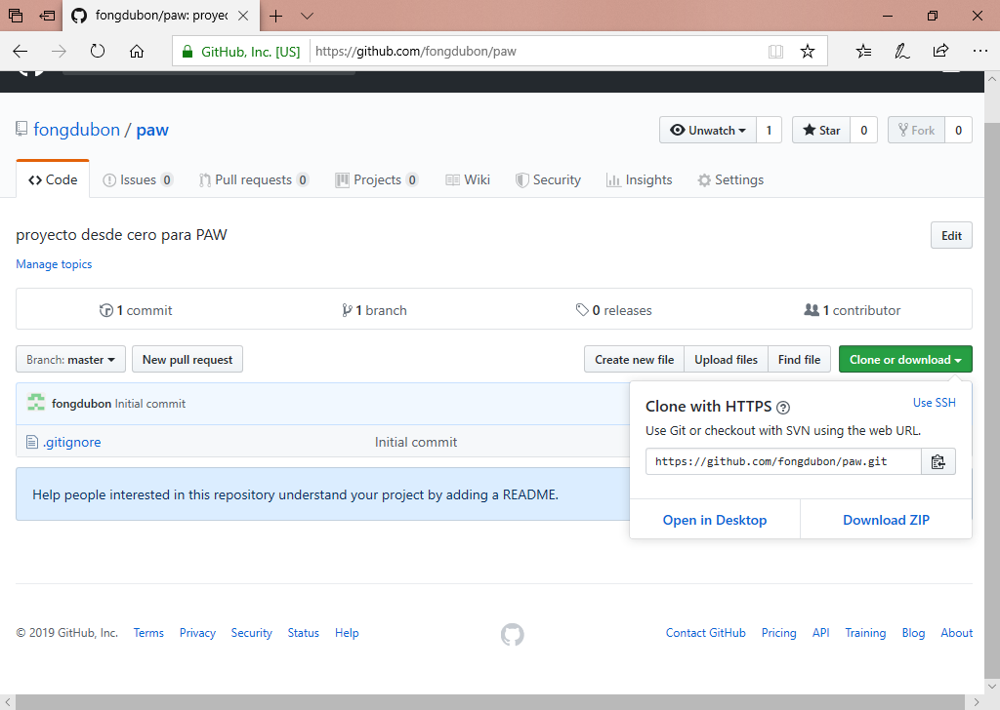 fongdubon/paw: proyec
GitHub, Inc. [US] https://github.com/fongdubon/paw
fongdubon / paw
Unwatch 1 Star 0 Fork 0
Code Issues 0 Pull requests 0 Projects 0 Wiki Security Insights Settings
proyecto desde cero para PAW
Edit
Manage topics
1 commit 1 branch 0 releases 1 contributor
Branch: master New pull request Create new file Upload files Find file Clone or download
fongdubon Initial commit
.gitignore Initial commit
Help people interested in this repository understand your project by adding a README.
Clone with HTTPS ? Use SSH
Use Git or checkout with SVN using the web URL.
https://github.com/fongdubon/paw.git
Open in Desktop Download ZIP
© 2019 GitHub, Inc. Terms Privacy Security Status Help Contact GitHub Pricing API Training Blog About